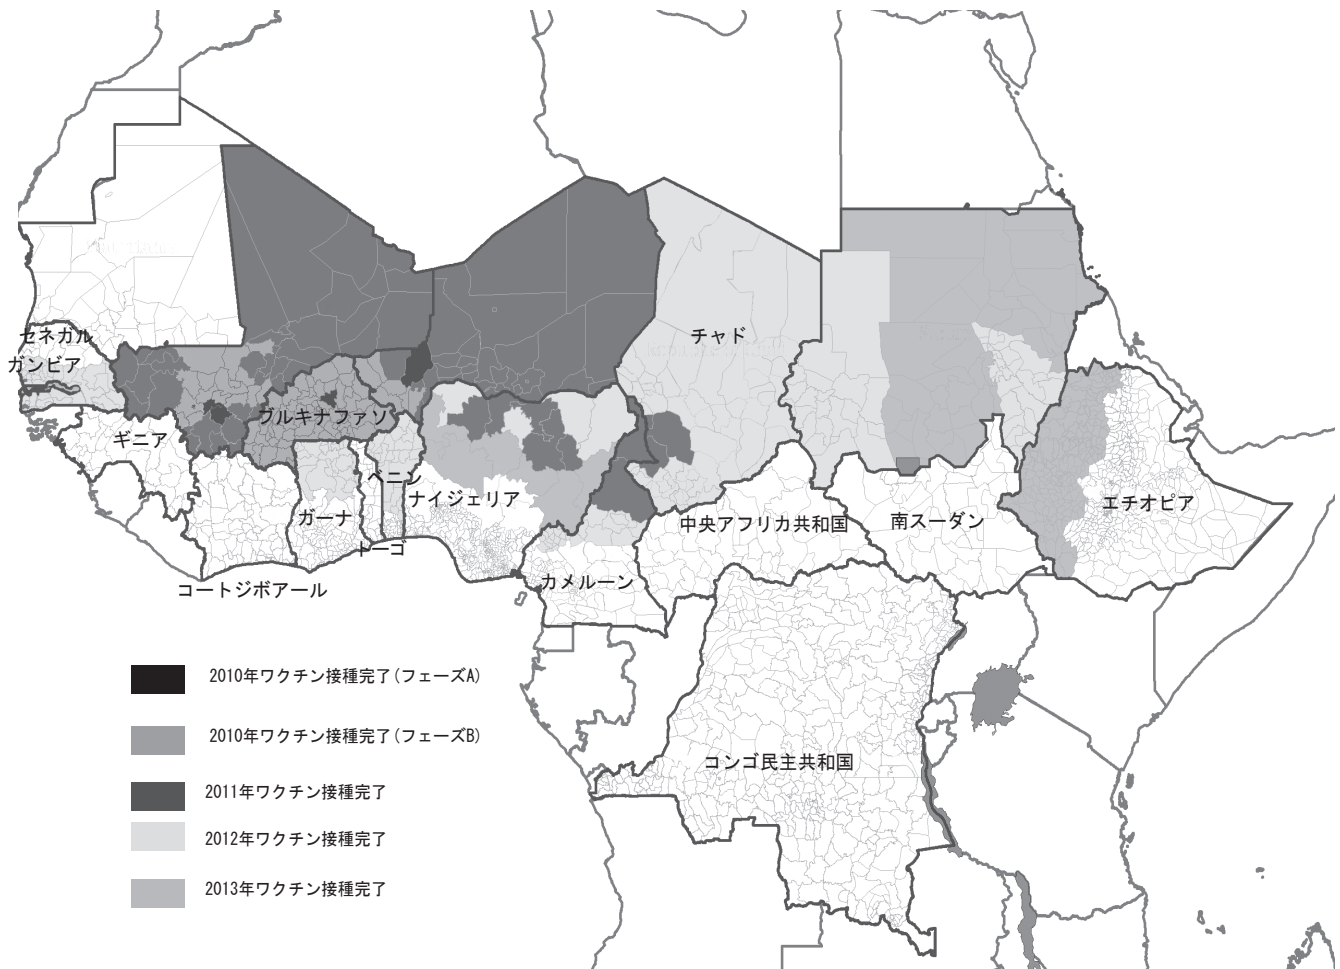 セネガル
ガンビア
チャド
ブルキナファソ
ギニア
ベニン
ナイジェリア
ガーナ
中央アフリカ共和国
南スーダン
エチオピア
トーゴ
カメルーン
コートジボアール
2010年ワクチン接種完了(フェーズA)
2010年ワクチン接種完了(フェーズB)
コンゴ民主共和国
2011年ワクチン接種完了
2012年ワクチン接種完了
2013年ワクチン接種完了